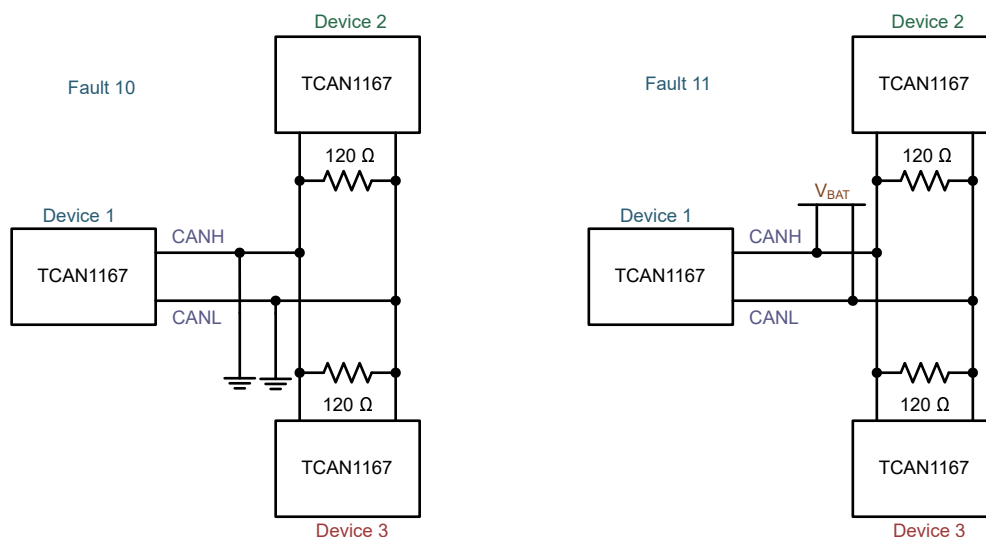 Device 2
TCAN1167
Fault 10
120 Ω
Device 1
CANH
TCAN1167
CANL
120 Ω
TCAN1167
Device 3
Device 2
TCAN1167
Fault 11
120 Ω
VBAT
Device 1
CANH
TCAN1167
CANL
120 Ω
TCAN1167
Device 3